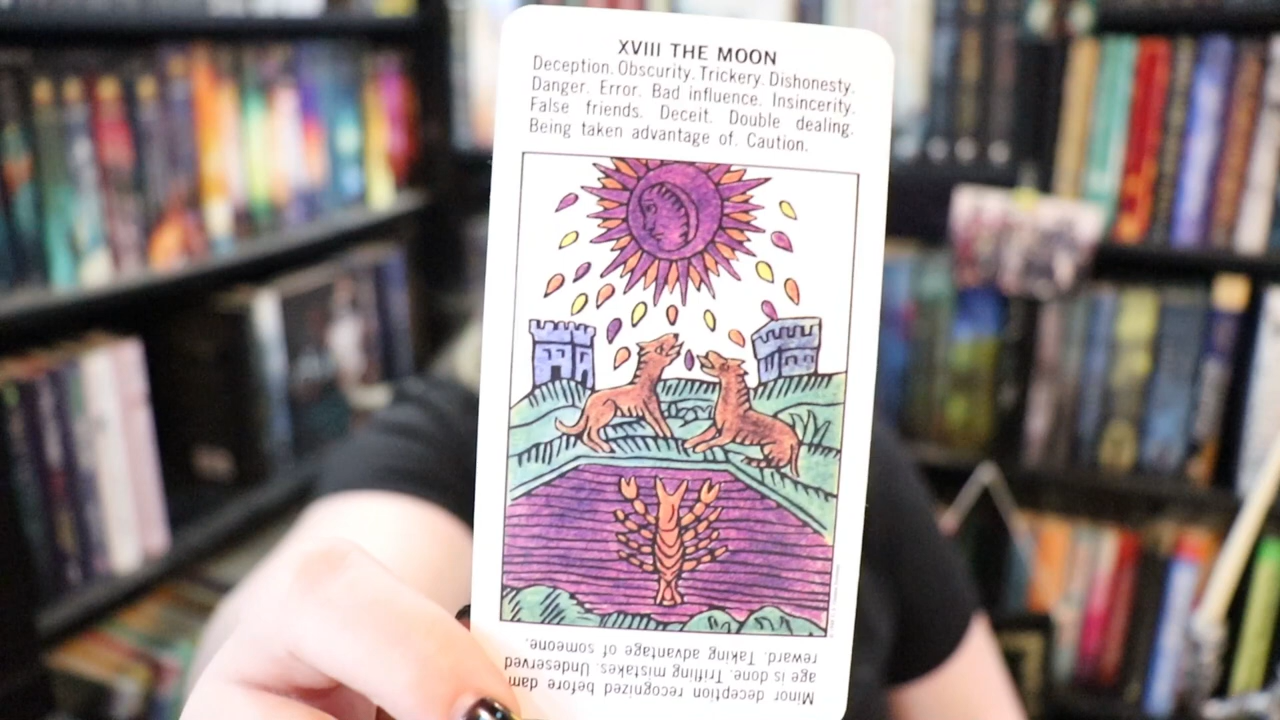 XVIII THE MOON
Deception. Obscurity. Trickery. Dishonesty.
Danger. Error. Bad influence. Insincerity.
False friends. Deceit. Double dealing.
Being taken advantage of. Caution.
Minor deception recognized before dam
age is done. Trifling mistakes. Undeserved
reward. Taking advantage of someone.